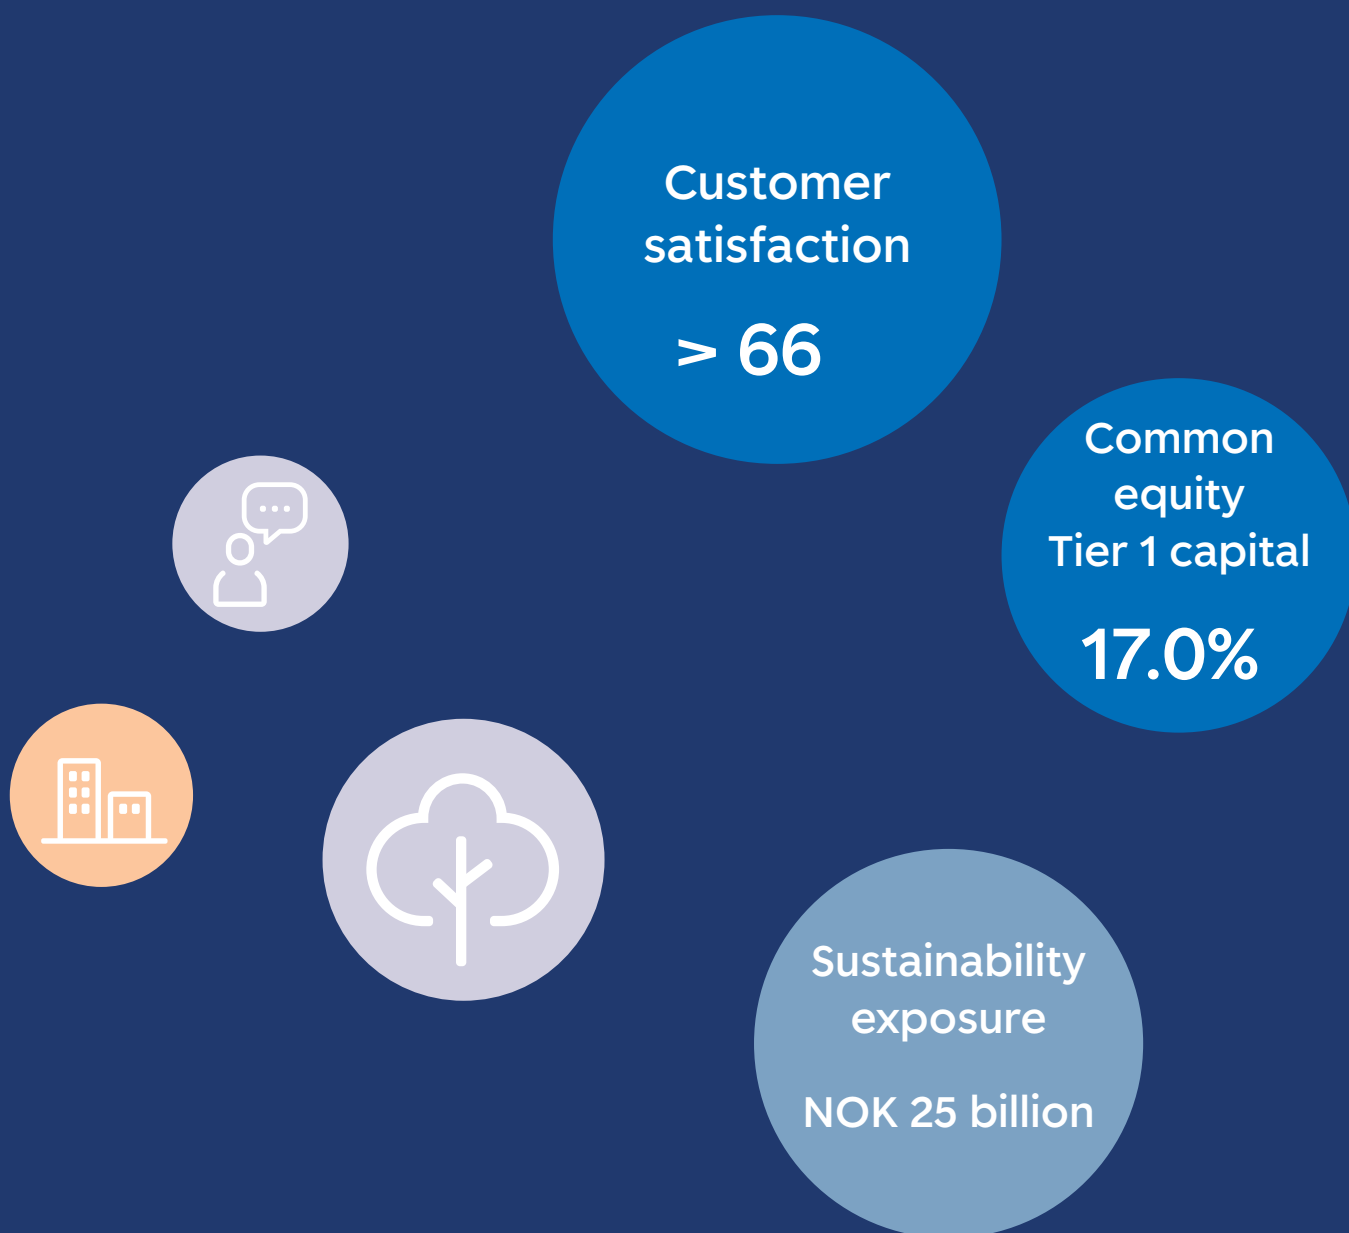 Customer
satisfaction
> 66
Common
equity
Tier 1 capital
17.0%
Sustainability
exposure
NOK 25 billion